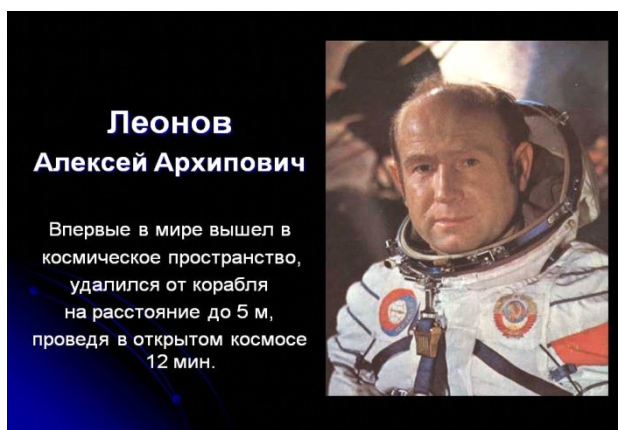 Леонов
Алексей Архипович
Впервые в мире вышел в
космическое пространство,
удалился от корабля
на расстояние до 5 м,
проведя в открытом космосе
12 мин.